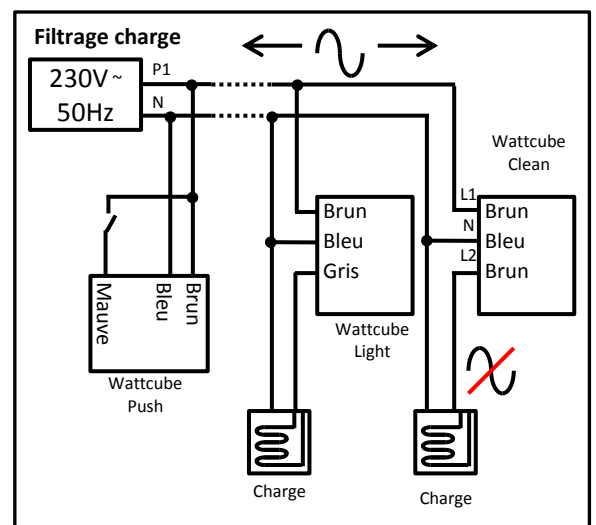 Filtrage charge
230V~
50Hz
P1
N
Wattcube
Clean
L1
N
L2
Brun
Bleu
Brun
Brun
Bleu
Gris
Wattcube
Light
Mauve
Bleu
Brun
Wattcube
Push
Charge
Charge